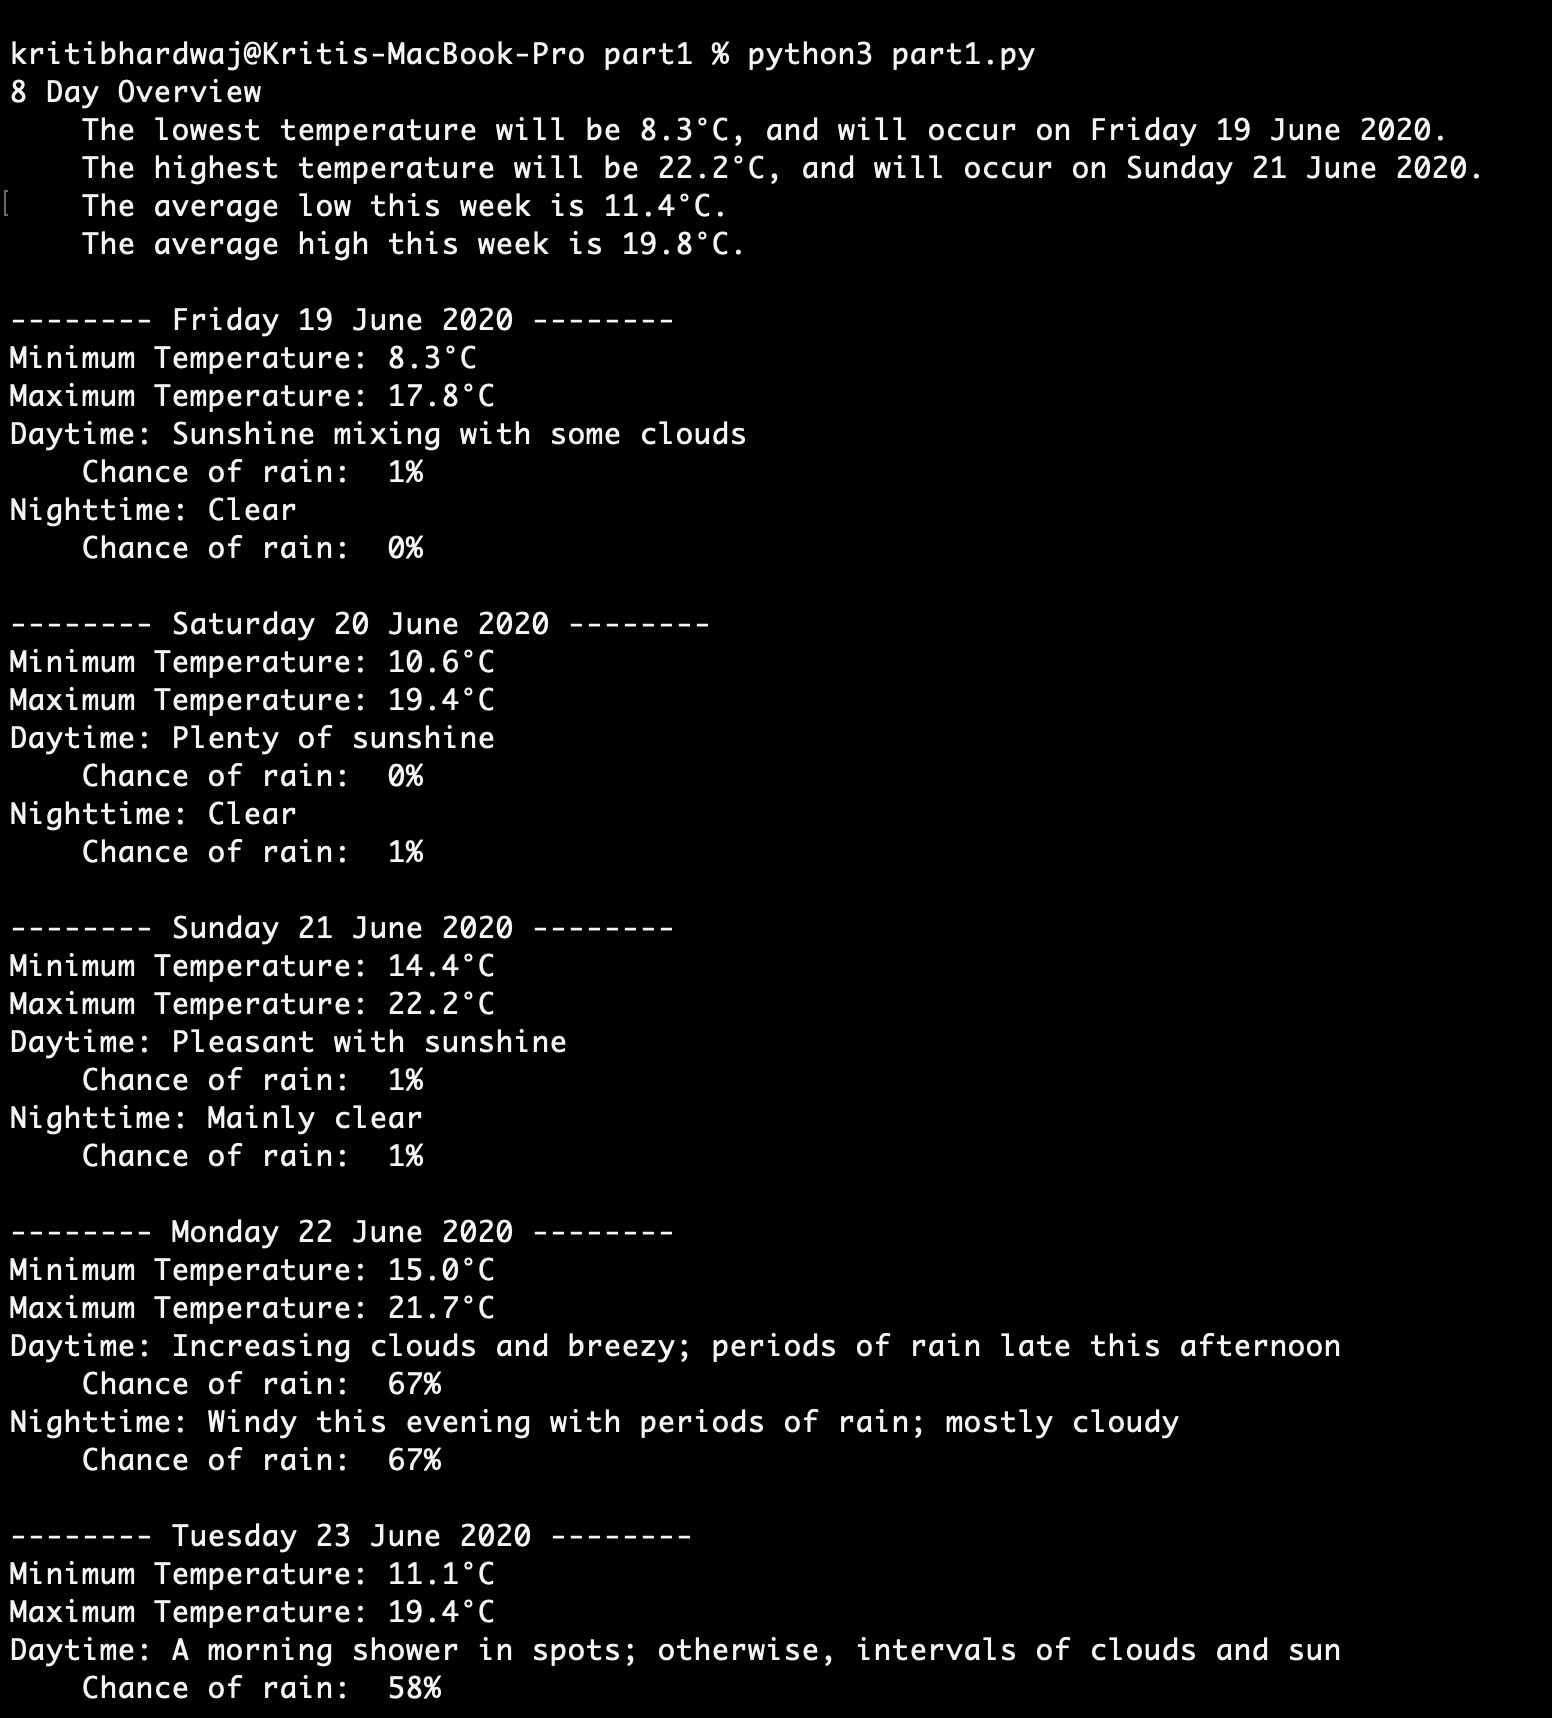 kritibhardwaj@Kritis-MacBook-Pro part1 % python3 part1.py
8 Day Overview
    The lowest temperature will be 8.3°C, and will occur on Friday 19 June 2020.
    The highest temperature will be 22.2°C, and will occur on Sunday 21 June 2020.
    The average low this week is 11.4°C.
    The average high this week is 19.8°C.

-------- Friday 19 June 2020 --------
Minimum Temperature: 8.3°C
Maximum Temperature: 17.8°C
Daytime: Sunshine mixing with some clouds
    Chance of rain:  1%
Nighttime: Clear
    Chance of rain:  0%

-------- Saturday 20 June 2020 --------
Minimum Temperature: 10.6°C
Maximum Temperature: 19.4°C
Daytime: Plenty of sunshine
    Chance of rain:  0%
Nighttime: Clear
    Chance of rain:  1%

-------- Sunday 21 June 2020 --------
Minimum Temperature: 14.4°C
Maximum Temperature: 22.2°C
Daytime: Pleasant with sunshine
    Chance of rain:  1%
Nighttime: Mainly clear
    Chance of rain:  1%

-------- Monday 22 June 2020 --------
Minimum Temperature: 15.0°C
Maximum Temperature: 21.7°C
Daytime: Increasing clouds and breezy; periods of rain late this afternoon
    Chance of rain:  67%
Nighttime: Windy this evening with periods of rain; mostly cloudy
    Chance of rain:  67%

-------- Tuesday 23 June 2020 --------
Minimum Temperature: 11.1°C
Maximum Temperature: 19.4°C
Daytime: A morning shower in spots; otherwise, intervals of clouds and sun
    Chance of rain:  58%